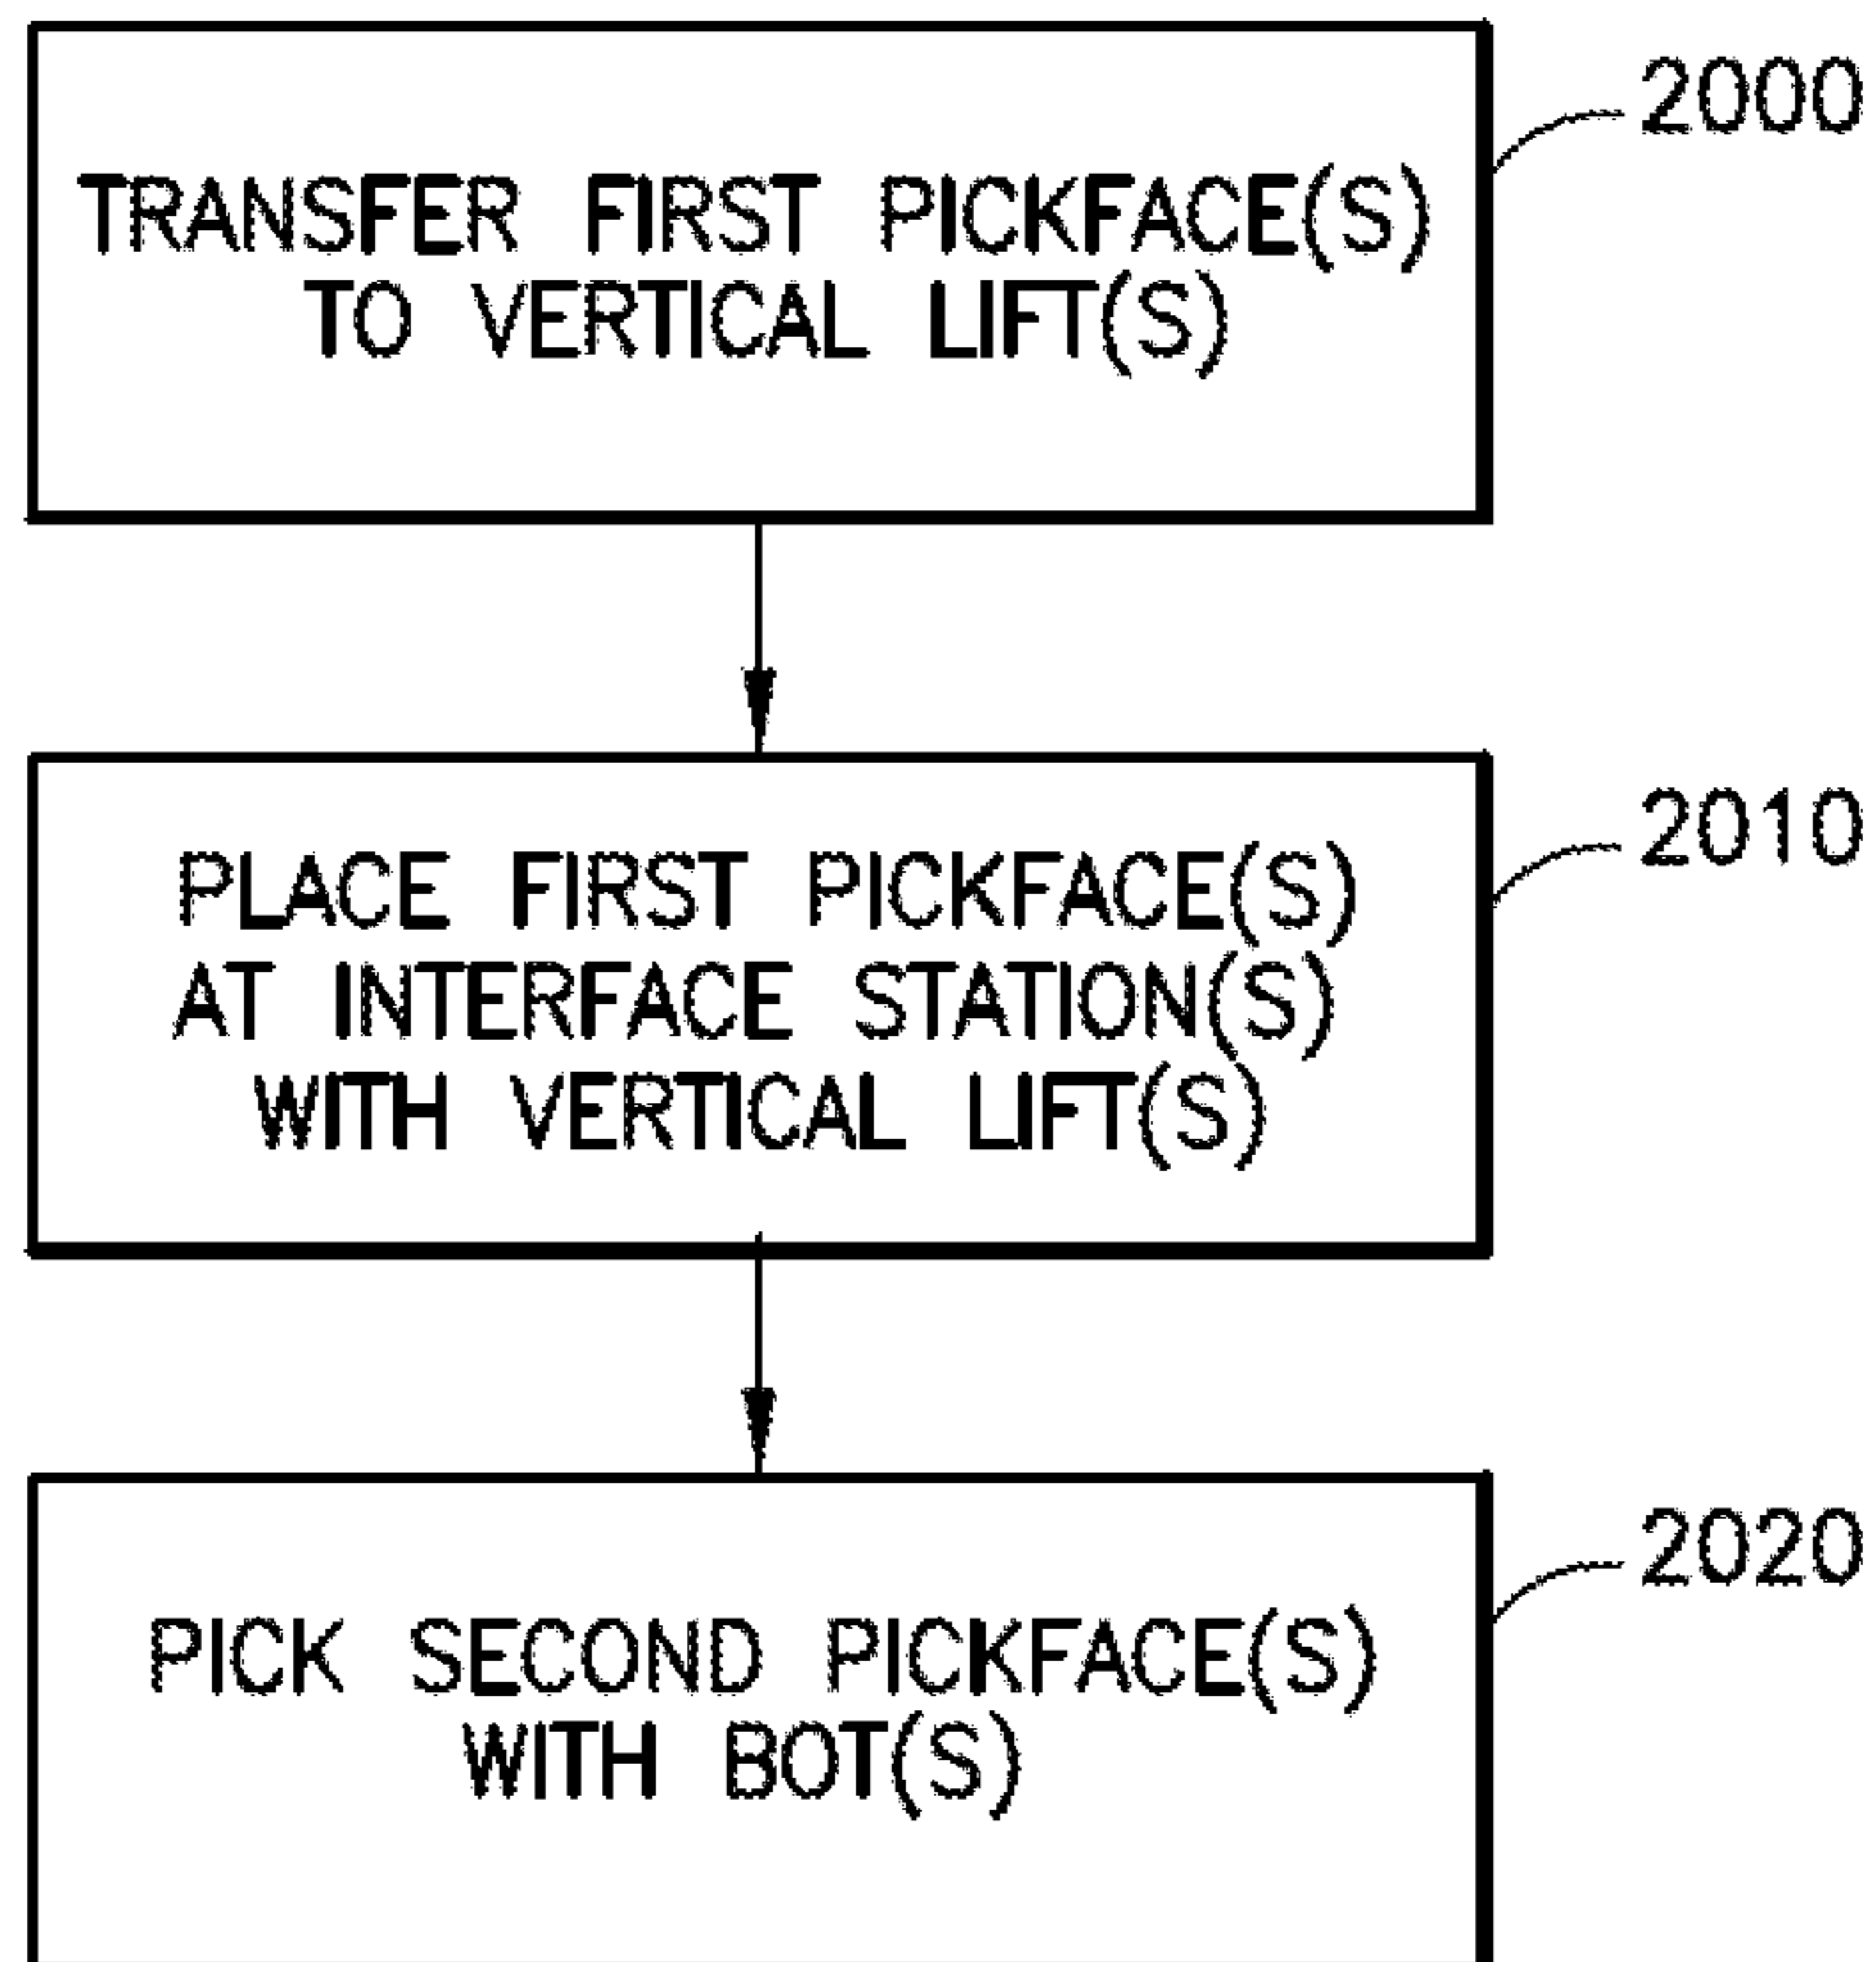 2000
TRANSFER FIRST PICKFACE(S)
TO VERTICAL LIFT(S)
2010
PLACE FIRST PICKFACE(S)
AT INTERFACE STATION(S)
WITH VERTICAL LIFT(S)
2020
PICK SECOND PICKFACE(S)
WITH BOT(S)